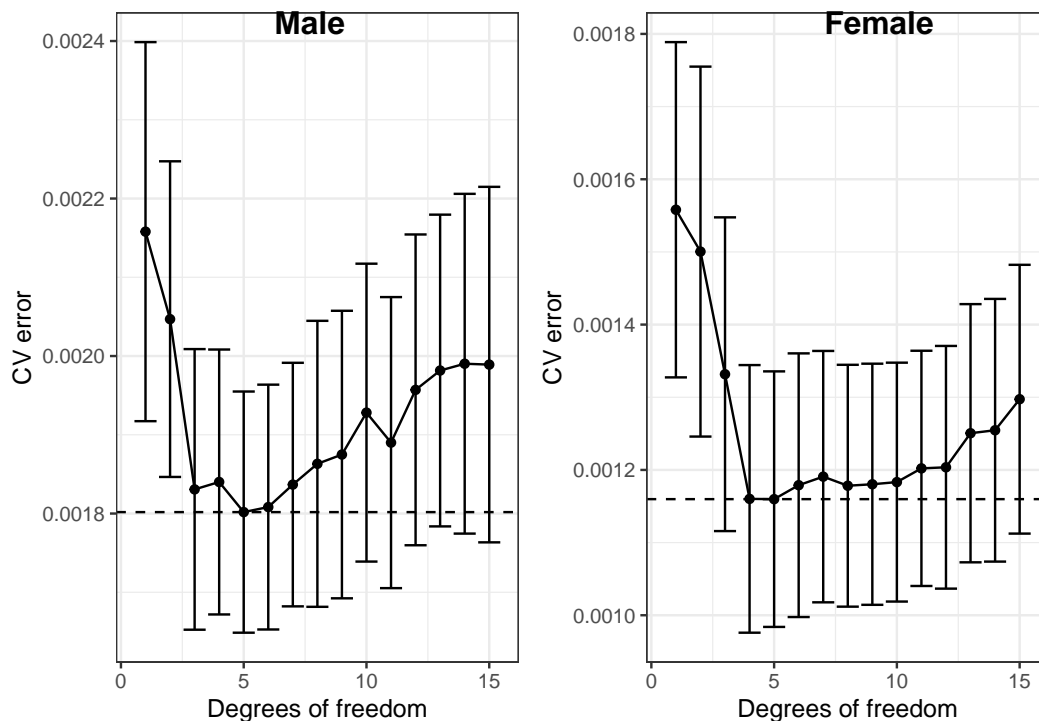 Male
CV error
0.0024
0.0022
0.0020
0.0018
0 5 10 15
Degrees of freedom
Female
CV error
0.0018
0.0016
0.0014
0.0012
0.0010
0 5 10 15
Degrees of freedom